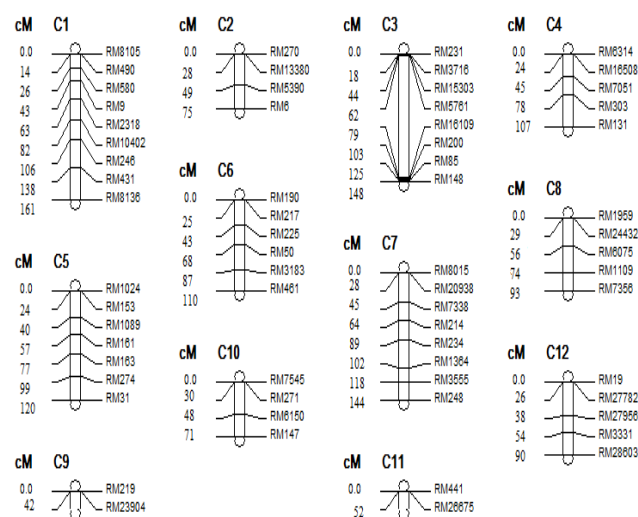 cM C1
0.0 RM8105
14 RM490
26 RM580
43 RM9
63 RM2318
82 RM10402
106 RM246
138 RM431
161 RM8136
cM C2
0.0 RM270
28 RM13380
49 RM5390
75 RM6
cM C3
0.0 RM231
18 RM3716
44 RM15303
62 RM5761
79 RM16109
103 RM200
125 RM85
148 RM148
cM C4
0.0 RM6314
24 RM16508
45 RM7051
78 RM303
107 RM131
cM C6
0.0 RM190
25 RM217
43 RM225
68 RM50
87 RM3183
110 RM461
cM C8
0.0 RM1959
29 RM24432
56 RM6075
74 RM1109
93 RM7356
cM C5
0.0 RM1024
24 RM153
40 RM1089
57 RM161
77 RM163
99 RM274
120 RM31
cM C7
0.0 RM8015
28 RM20938
45 RM7338
64 RM214
89 RM234
102 RM1364
118 RM3555
144 RM248
cM C10
0.0 RM7545
30 RM271
48 RM6150
71 RM147
cM C12
0.0 RM19
26 RM27782
38 RM27956
54 RM3331
90 RM28603
cM C9
0.0 RM219
42 RM23904
cM C11
0.0 RM441
52 RM26675